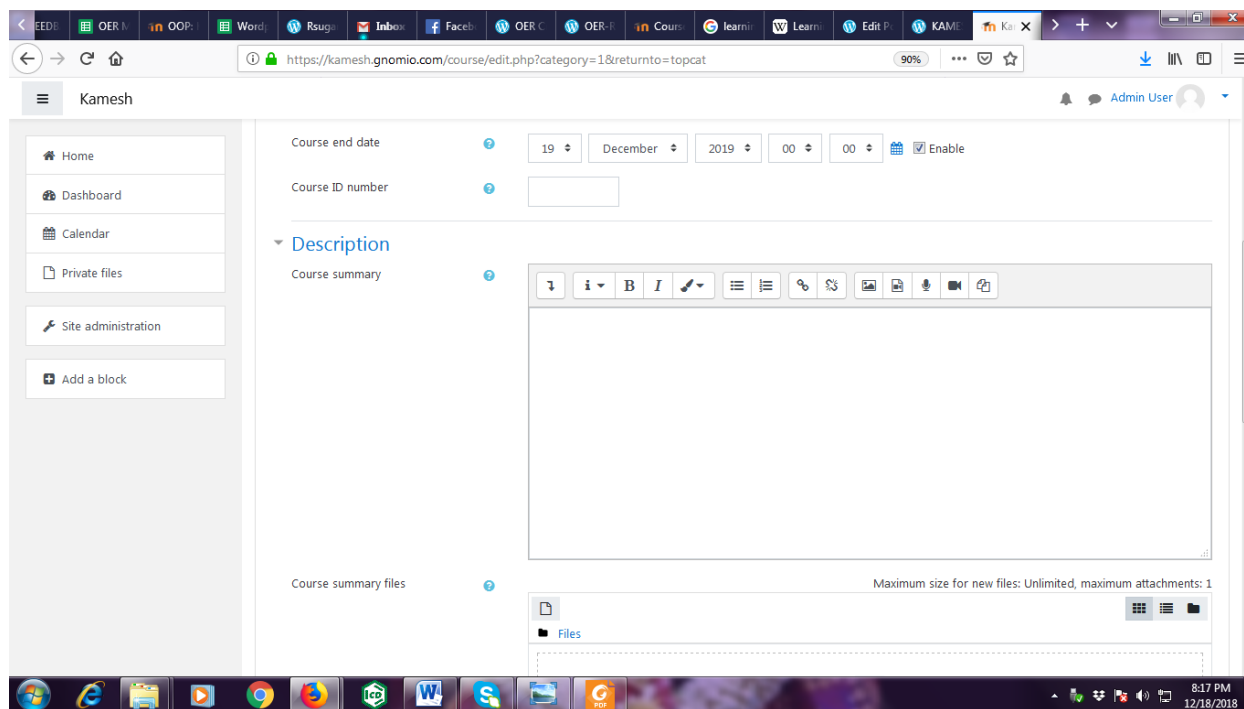 EEDB OER M OOP: Word Rsuga Inbox Faceb OER C OER-R Cours learnin Learni Edit Po KAME Ka
https://kamesh.gnomio.com/course/edit.php?category=1&returnto=topcat 90%
Kamesh Admin User
Home
Dashboard
Calendar
Private files
Site administration
Add a block
Course end date 19 December 2019 00 00 Enable
Course ID number
Description
Course summary
i B I
Course summary files Maximum size for new files: Unlimited, maximum attachments: 1
Files
8:17 PM
12/18/2018